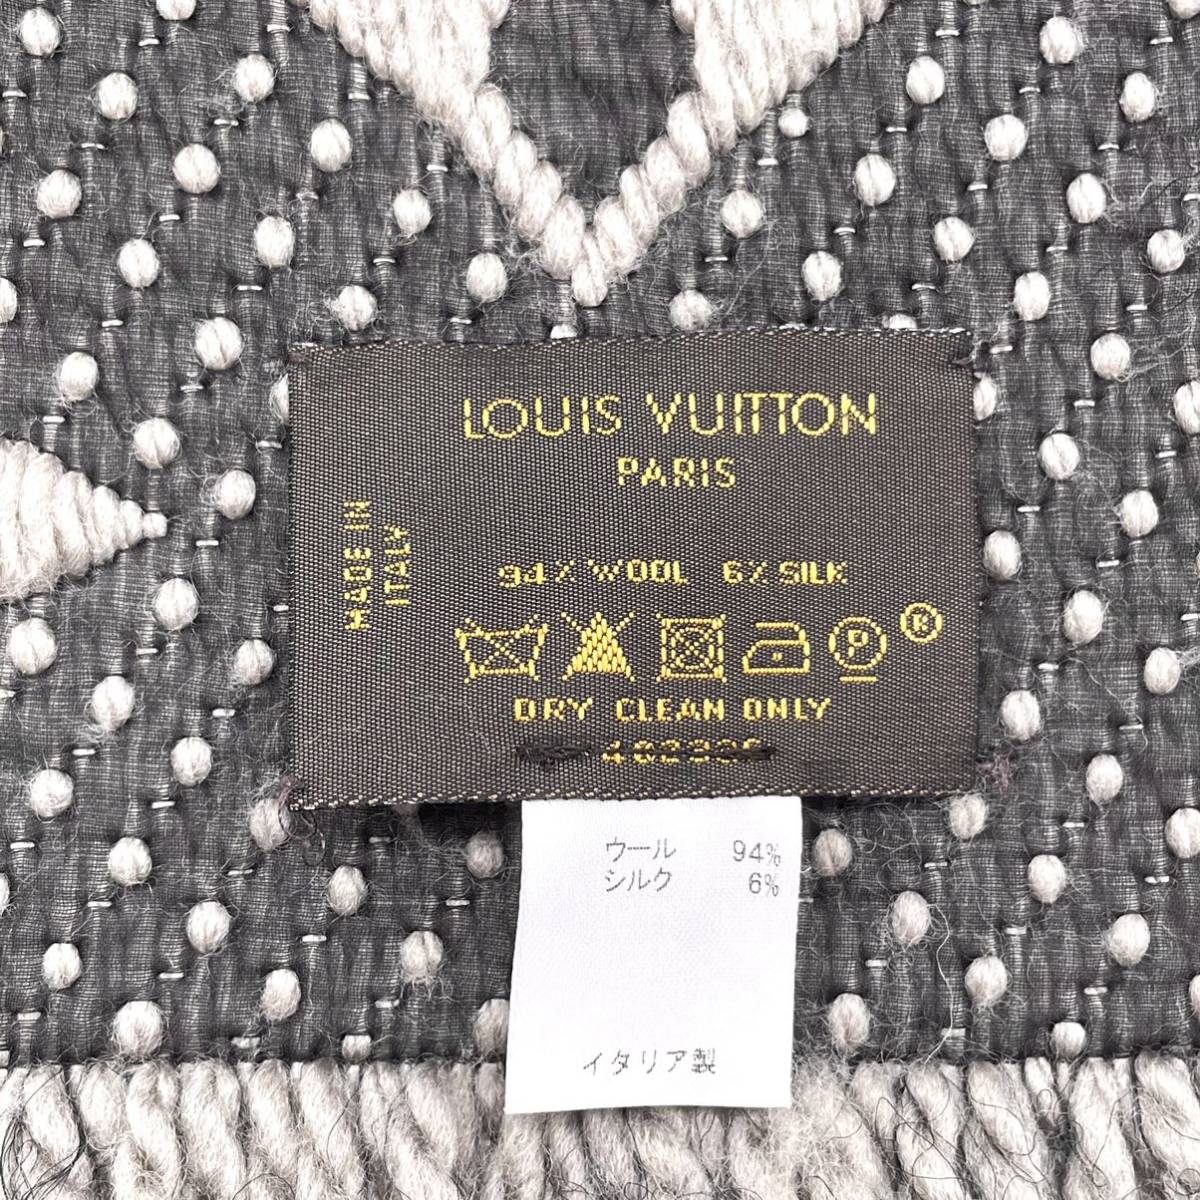 LOUIS VUITTON
PARIS
MADE IN
ITALY
94% WOOL 6% SILK
P
R
DRY CLEAN ONLY
ウール 94%
シルク 6%
イタリア製